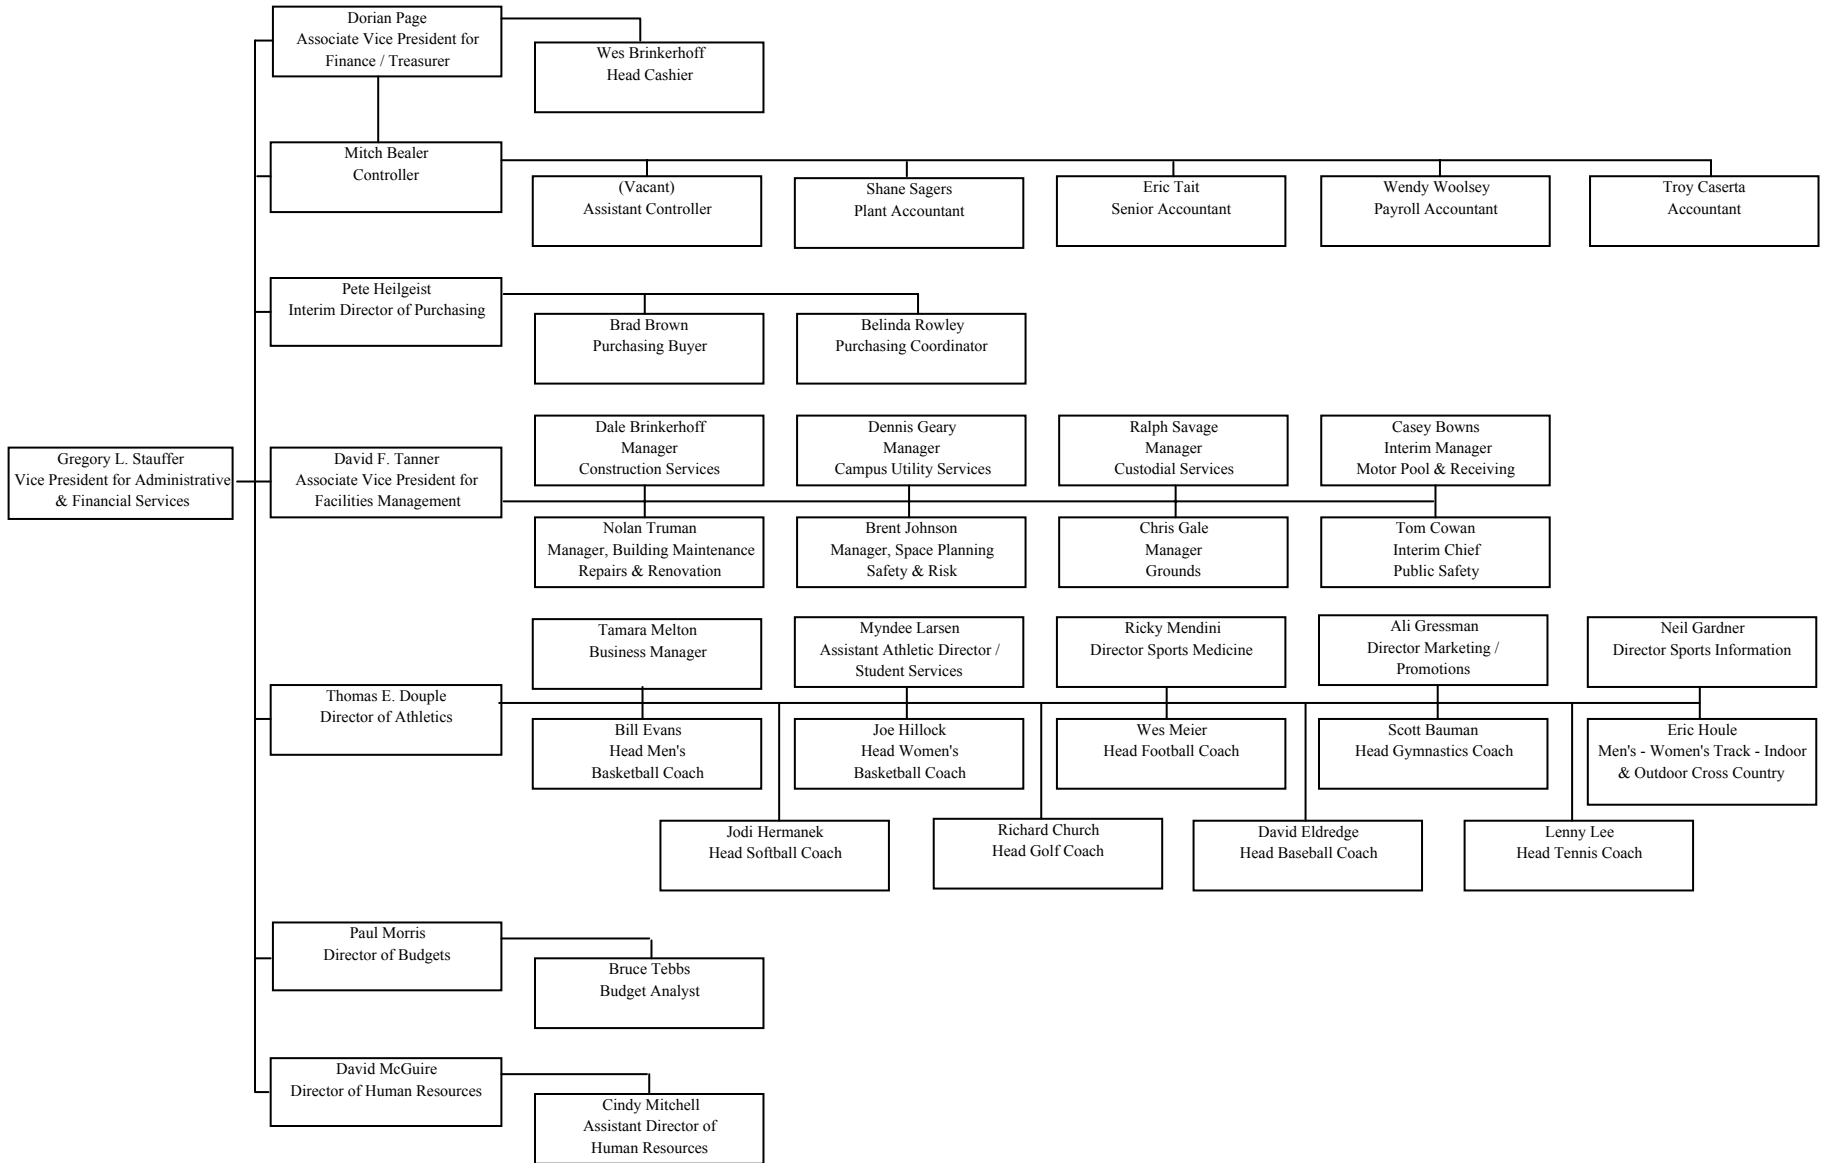 Dorian Page
Associate Vice President for
Finance / Treasurer
Wes Brinkerhoff
Head Cashier
Mitch Bealer
Controller
(Vacant)
Assistant Controller
Shane Sagers
Plant Accountant
Eric Tait
Senior Accountant
Wendy Woolsey
Payroll Accountant
Troy Caserta
Accountant
Pete Heilgeist
Interim Director of Purchasing
Brad Brown
Purchasing Buyer
Belinda Rowley
Purchasing Coordinator
Gregory L. Stauffer
Vice President for Administrative
& Financial Services
David F. Tanner
Associate Vice President for
Facilities Management
Dale Brinkerhoff
Manager
Construction Services
Dennis Geary
Manager
Campus Utility Services
Ralph Savage
Manager
Custodial Services
Casey Bowns
Interim Manager
Motor Pool & Receiving
Nolan Truman
Manager, Building Maintenance
Repairs & Renovation
Brent Johnson
Manager, Space Planning
Safety & Risk
Chris Gale
Manager
Grounds
Tom Cowan
Interim Chief
Public Safety
Tamara Melton
Business Manager
Myndee Larsen
Assistant Athletic Director /
Student Services
Ricky Mendini
Director Sports Medicine
Ali Gressman
Director Marketing /
Promotions
Neil Gardner
Director Sports Information
Thomas E. Douple
Director of Athletics
Bill Evans
Head Men's
Basketball Coach
Joe Hillock
Head Women's
Basketball Coach
Wes Meier
Head Football Coach
Scott Bauman
Head Gymnastics Coach
Eric Houle
Men's - Women's Track - Indoor
& Outdoor Cross Country
Jodi Hermanek
Head Softball Coach
Richard Church
Head Golf Coach
David Eldredge
Head Baseball Coach
Lenny Lee
Head Tennis Coach
Paul Morris
Director of Budgets
Bruce Tebbs
Budget Analyst
David McGuire
Director of Human Resources
Cindy Mitchell
Assistant Director of
Human Resources